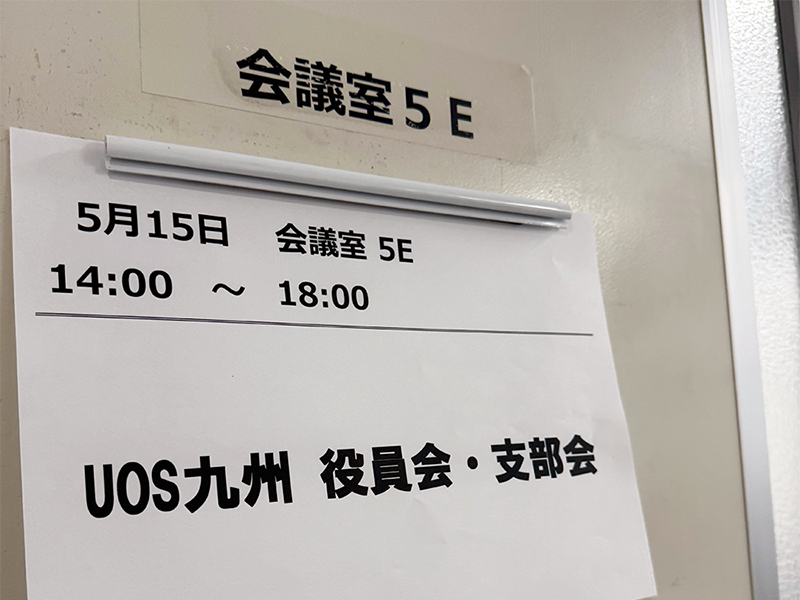 会議室5E
5月15日 会議室 5E
14:00 ~ 18:00
UOS九州 役員会・支部会